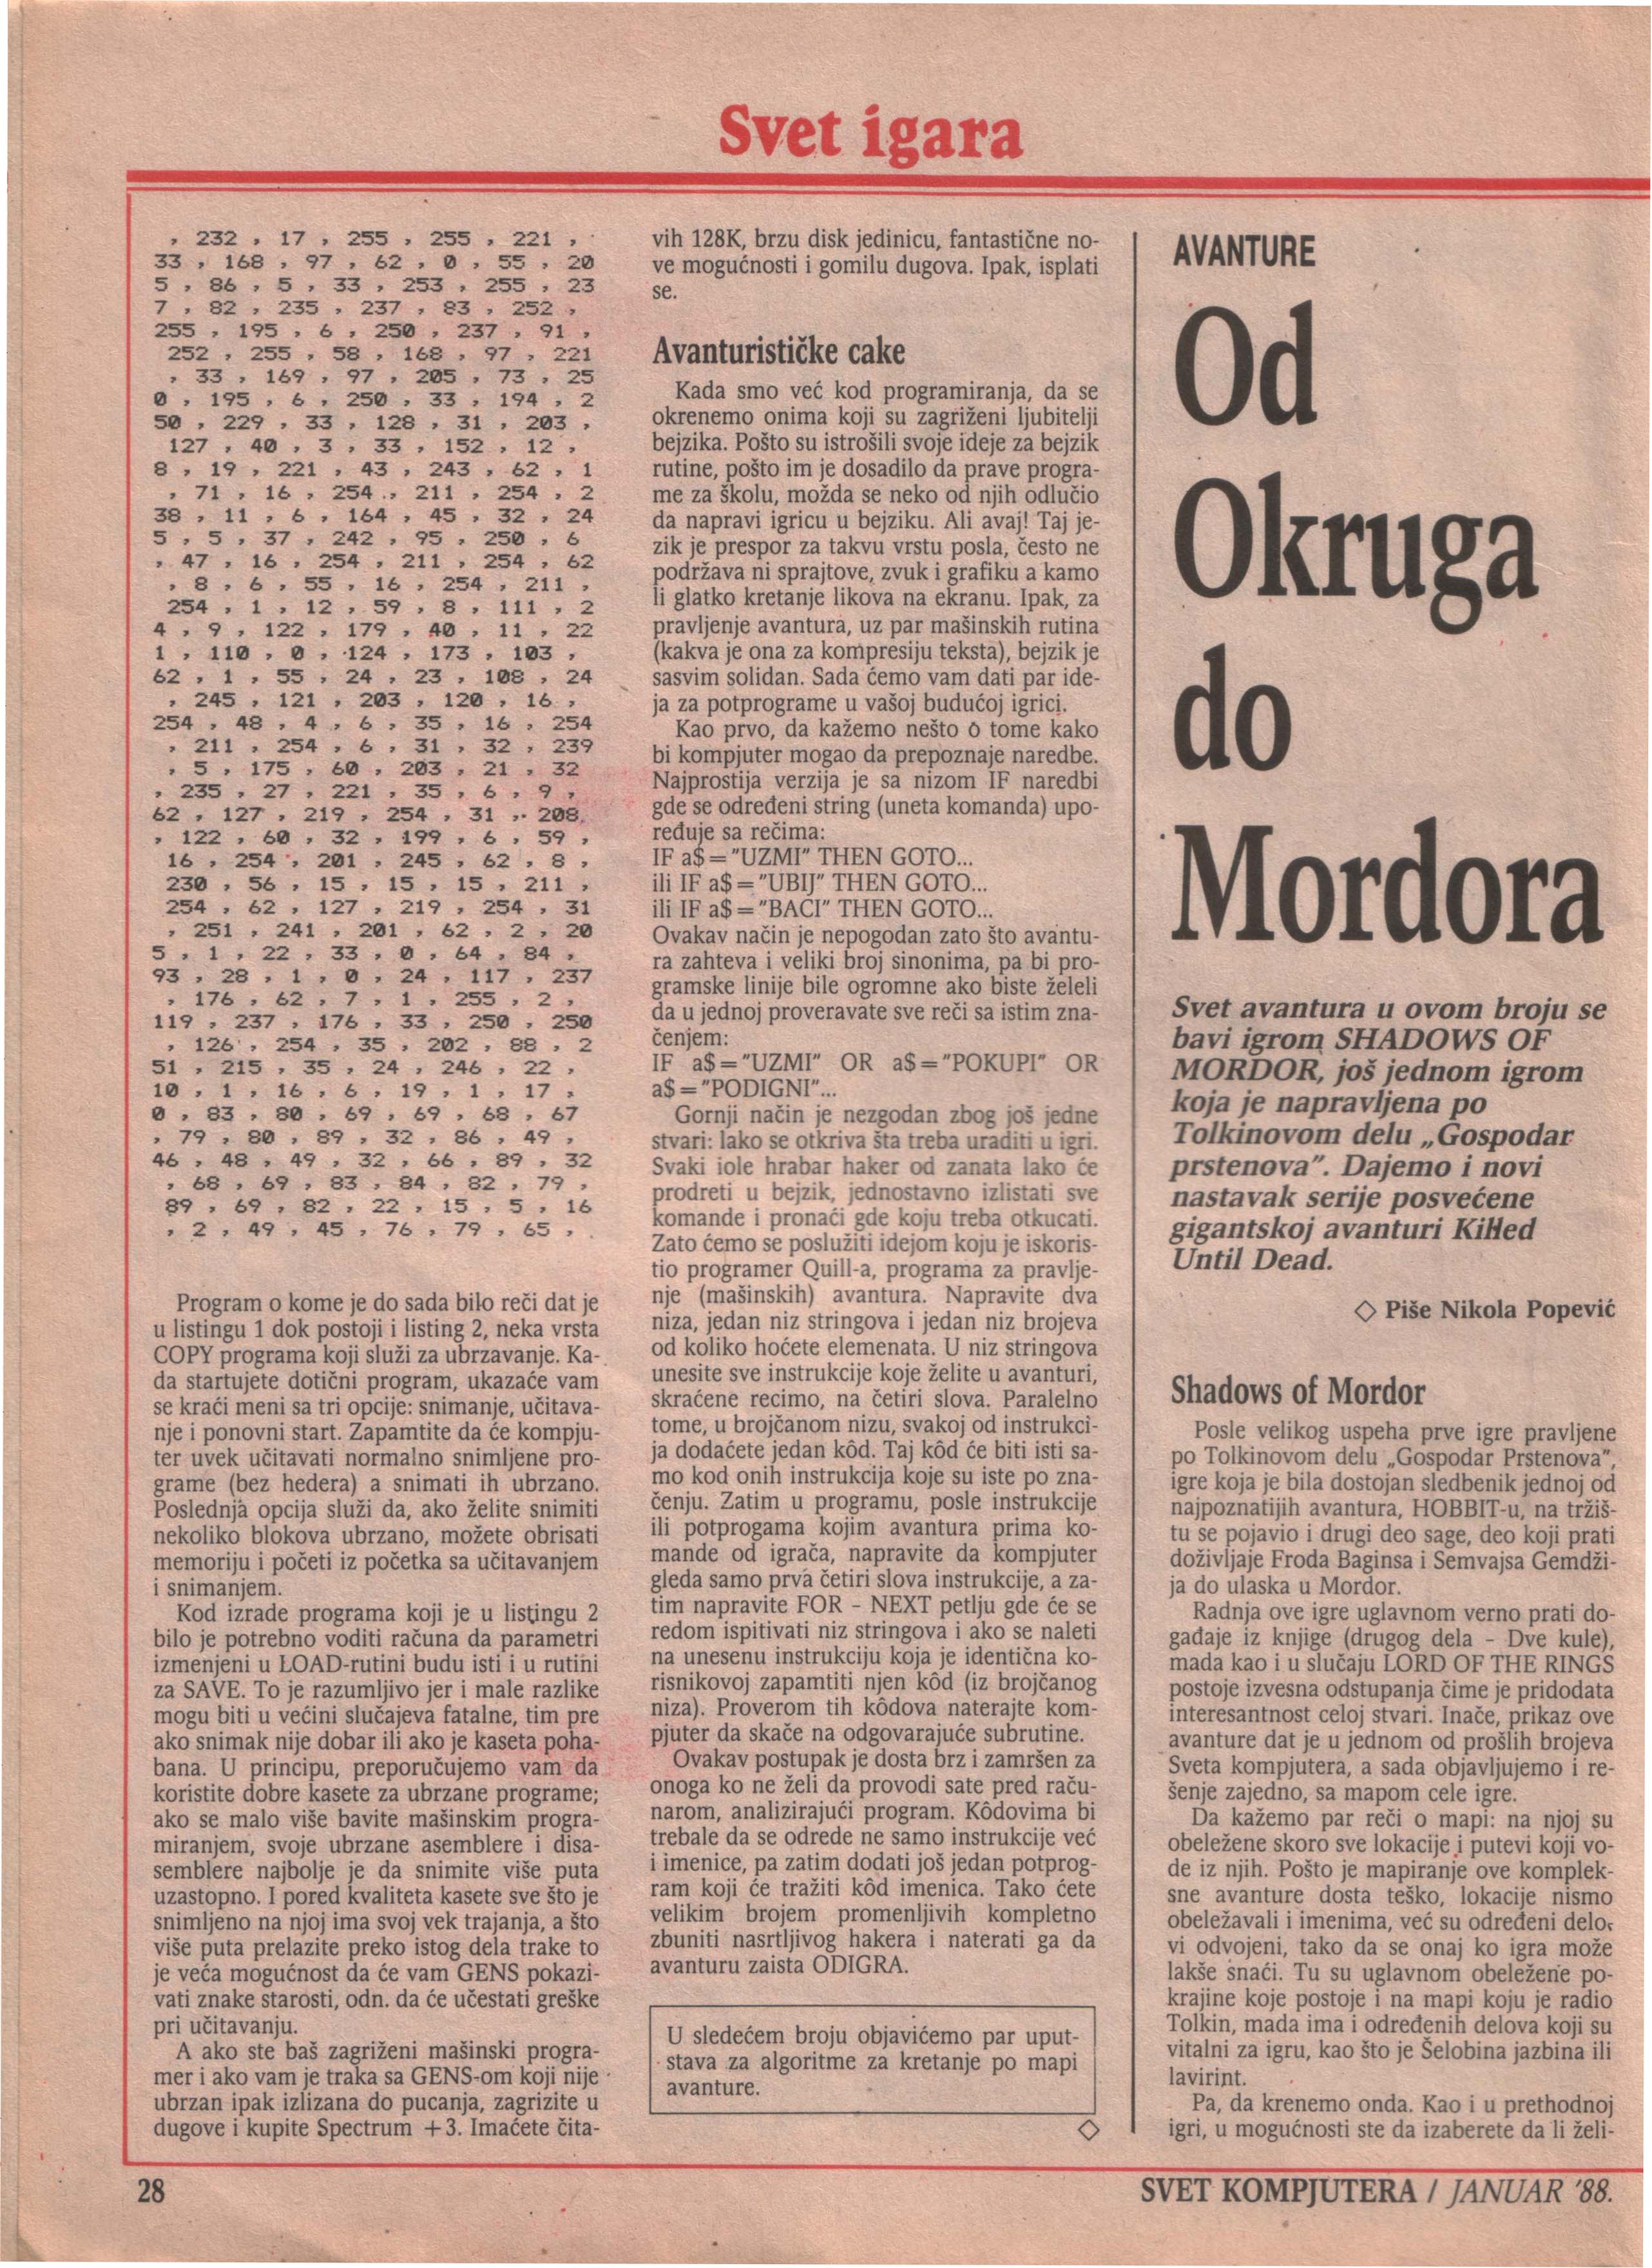 Svet igara
, 232 , 17 , 255 , 255 , 221 ,
33 , 168 , 97 , 62 , 0 , 55 , 20
5 , 86 , 5 , 33 , 253 , 255 , 23
7 , 82 , 235 , 237 , 83 , 252 ,
255 , 195 , 6 , 250 , 237 , 91 ,
252 , 255 , 58 , 168 , 97 , 221
, 33 , 169 , 97 , 205 , 73 , 25
0 , 195 , 6 , 250 , 33 , 194 , 2
50 , 229 , 33 , 128 , 31 , 203 ,
127 , 40 , 3 , 33 , 152 , 12 ,
8 , 19 , 221 , 43 , 243 , 62 , 1
, 71 , 16 , 254 , 211 , 254 , 2
38 , 11 , 6 , 164 , 45 , 32 , 24
5 , 5 , 37 , 242 , 95 , 250 , 6
, 47 , 16 , 254 , 211 , 254 , 62
, 8 , 6 , 55 , 16 , 254 , 211 ,
254 , 1 , 12 , 59 , 8 , 111 , 2
4 , 9 , 122 , 179 , 40 , 11 , 22
1 , 110 , 0 , 124 , 173 , 103 ,
62 , 1 , 55 , 24 , 23 , 108 , 24
, 245 , 121 , 203 , 120 , 16 ,
254 , 48 , 4 , 6 , 35 , 16 , 254
, 211 , 254 , 6 , 31 , 32 , 239
, 5 , 175 , 60 , 203 , 21 , 32
, 235 , 27 , 221 , 35 , 6 , 9 ,
62 , 127 , 219 , 254 , 31 , 208
, 122 , 60 , 32 , 199 , 6 , 59 ,
16 , 254 , 201 , 245 , 62 , 8 ,
230 , 56 , 15 , 15 , 15 , 211 ,
254 , 62 , 127 , 219 , 254 , 31
, 251 , 241 , 201 , 62 , 2 , 20
5 , 1 , 22 , 33 , 0 , 64 , 84 ,
93 , 28 , 1 , 0 , 24 , 117 , 237
, 176 , 62 , 7 , 1 , 255 , 2 ,
119 , 237 , 176 , 33 , 250 , 250
, 126 , 254 , 35 , 202 , 88 , 2
51 , 215 , 35 , 24 , 246 , 22 ,
10 , 1 , 16 , 6 , 19 , 1 , 17 ,
0 , 83 , 80 , 69 , 69 , 68 , 67
, 79 , 80 , 89 , 32 , 86 , 49 ,
46 , 48 , 49 , 32 , 66 , 89 , 32
, 68 , 69 , 83 , 84 , 82 , 79 ,
89 , 69 , 82 , 22 , 15 , 5 , 16
, 2 , 49 , 45 , 76 , 79 , 65 ,
Program o kome je do sada bilo reči dat je
u listingu 1 dok postoji i listing 2, neka vrsta
COPY programa koji služi za ubrzavanje. Ka-
da startujete dotični program, ukazaće vam
se kraći meni sa tri opcije: snimanje, učitava-
nje i ponovni start. Zapamtite da će kompju-
ter uvek učitavati normalno snimljene pro-
grame (bez hedera) a snimati ih ubrzano.
Poslednja opcija služi da, ako želite snimiti
nekoliko blokova ubrzano, možete obrisati
memoriju i početi iz početka sa učitavanjem
i snimanjem.
Kod izrade programa koji je u listingu 2
bilo je potrebno voditi računa da parametri
izmenjeni u LOAD-rutini budu isti i u rutini
za SAVE. To je razumljivo jer i male razlike
mogu biti u većini slučajeva fatalne, tim pre
ako snimak nije dobar ili ako je kaseta poha-
bana. U principu, preporučujemo vam da
koristite dobre kasete za ubrzane programe;
ako se malo više bavite mašinskim progra-
miranjem, svoje ubrzane asemblere i disa-
semblere najbolje je da snimite više puta
uzastopno. I pored kvaliteta kasete sve što je
snimljeno na njoj ima svoj vek trajanja, a što
više puta prelazite preko istog dela trake to
je veća mogućnost da će vam GENS pokazi-
vati znake starosti, odn. da će učestati greške
pri učitavanju.
A ako ste baš zagriženi mašinski progra-
mer i ako vam je traka sa GENS-om koji nije
ubrzan ipak izlizana do pucanja, zagrizite u
dugove i kupite Spectrum +3. Imaćete čita-
vih 128K, brzu disk jedinicu, fantastične no-
ve mogućnosti i gomilu dugova. Ipak, isplati
se.
Avanturističke cake
Kada smo već kod programiranja, da se
okrenemo onima koji su zagriženi ljubitelji
bejzika. Pošto su istrošili svoje ideje za bejzik
rutine, pošto im je dosadilo da prave progra-
me za školu, možda se neko od njih odlučio
da napravi igricu u bejziku. Ali avaj! Taj je-
zik je prespor za takvu vrstu posla, često ne
podržava ni sprajtove, zvuk i grafiku a kamo
li glatko kretanje likova na ekranu. Ipak, za
pravljenje avantura, uz par mašinskih rutina
(kakva je ona za kompresiju teksta), bejzik je
sasvim solidan. Sada ćemo vam dati par ide-
ja za potprograme u vašoj budućoj igrici.
Kao prvo, da kažemo nešto o tome kako
bi kompjuter mogao da prepoznaje naredbe.
Najprostija verzija je sa nizom IF naredbi
gde se određeni string (uneta komanda) upo-
ređuje sa rečima:
IF a$="UZMI" THEN GOTO...
ili IF a$="UBIJ" THEN GOTO...
ili IF a$="BACI" THEN GOTO...
Ovakav način je nepogodan zato što avantu-
ra zahteva i veliki broj sinonima, pa bi pro-
gramske linije bile ogromne ako biste želeli
da u jednoj proveravate sve reči sa istim zna-
čenjem:
IF a$="UZMI" OR a$="POKUPI" OR
a$="PODIGNI"...
Gornji način je nezgodan zbog još jedne
stvari: lako se otkriva šta treba uraditi u igri.
Svaki iole hrabar haker od zanata lako će
prodreti u bejzik, jednostavno izlistati sve
komande i pronaći gde koju treba otkucati.
Zato ćemo se poslužiti idejom koju je iskoris-
tio programer Quill-a, programa za pravlje-
nje (mašinskih) avantura. Napravite dva
niza, jedan niz stringova i jedan niz brojeva
od koliko hoćete elemenata. U niz stringova
unesite sve instrukcije koje želite u avanturi,
skraćene recimo, na četiri slova. Paralelno
tome, u brojčanom nizu, svakoj od instrukci-
ja dodaćete jedan kôd. Taj kôd će biti isti sa-
mo kod onih instrukcija koje su iste po zna-
čenju. Zatim u programu, posle instrukcije
ili potprogama kojim avantura prima ko-
mande od igrača, napravite da kompjuter
gleda samo prva četiri slova instrukcije, a za-
tim napravite FOR - NEXT petlju gde će se
redom ispitivati niz stringova i ako se naleti
na unesenu instrukciju koja je identična ko-
risnikovoj zapamtiti njen kôd (iz brojčanog
niza). Proverom tih kôdova naterajte kom-
pjuter da skače na odgovarajuće subrutine.
Ovakav postupak je dosta brz i zamršen za
onoga ko ne želi da provodi sate pred raču-
narom, analizirajući program. Kôdovima bi
trebale da se odrede ne samo instrukcije već
i imenice, pa zatim dodati još jedan potprog-
ram koji će tražiti kôd imenica. Tako ćete
velikim brojem promenljivih kompletno
zbuniti nasrtljivog hakera i naterati ga da
avanturu zaista ODIGRA.
U sledećem broju objavićemo par uput-
stava za algoritme za kretanje po mapi
avanture.
◇
AVANTURE
Od
Okruga
do
Mordora
Svet avantura u ovom broju se
bavi igrom SHADOWS OF
MORDOR, još jednom igrom
koja je napravljena po
Tolkinovom delu „Gospodar
prstenova". Dajemo i novi
nastavak serije posvećene
gigantskoj avanturi Killed
Until Dead.
◇ Piše Nikola Popević
Shadows of Mordor
Posle velikog uspeha prve igre pravljene
po Tolkinovom delu „Gospodar Prstenova",
igre koja je bila dostojan sledbenik jednoj od
najpoznatijih avantura, HOBBIT-u, na tržiš-
tu se pojavio i drugi deo sage, deo koji prati
doživljaje Froda Baginsa i Semvajsa Gemdži-
ja do ulaska u Mordor.
Radnja ove igre uglavnom verno prati do-
gađaje iz knjige (drugog dela - Dve kule),
mada kao i u slučaju LORD OF THE RINGS
postoje izvesna odstupanja čime je pridodata
interesantnost celoj stvari. Inače, prikaz ove
avanture dat je u jednom od prošlih brojeva
Sveta kompjutera, a sada objavljujemo i re-
šenje zajedno, sa mapom cele igre.
Da kažemo par reči o mapi: na njoj su
obeležene skoro sve lokacije i putevi koji vo-
de iz njih. Pošto je mapiranje ove komplek-
sne avanture dosta teško, lokacije nismo
obeležavali i imenima, već su određeni delo-
vi odvojeni, tako da se onaj ko igra može
lakše snaći. Tu su uglavnom obeležene po-
krajine koje postoje i na mapi koju je radio
Tolkin, mada ima i određenih delova koji su
vitalni za igru, kao što je Šelobina jazbina ili
lavirint.
Pa, da krenemo onda. Kao i u prethodnoj
igri, u mogućnosti ste da izaberete da li želi-
28
SVET KOMPJUTERA / JANUAR '88.